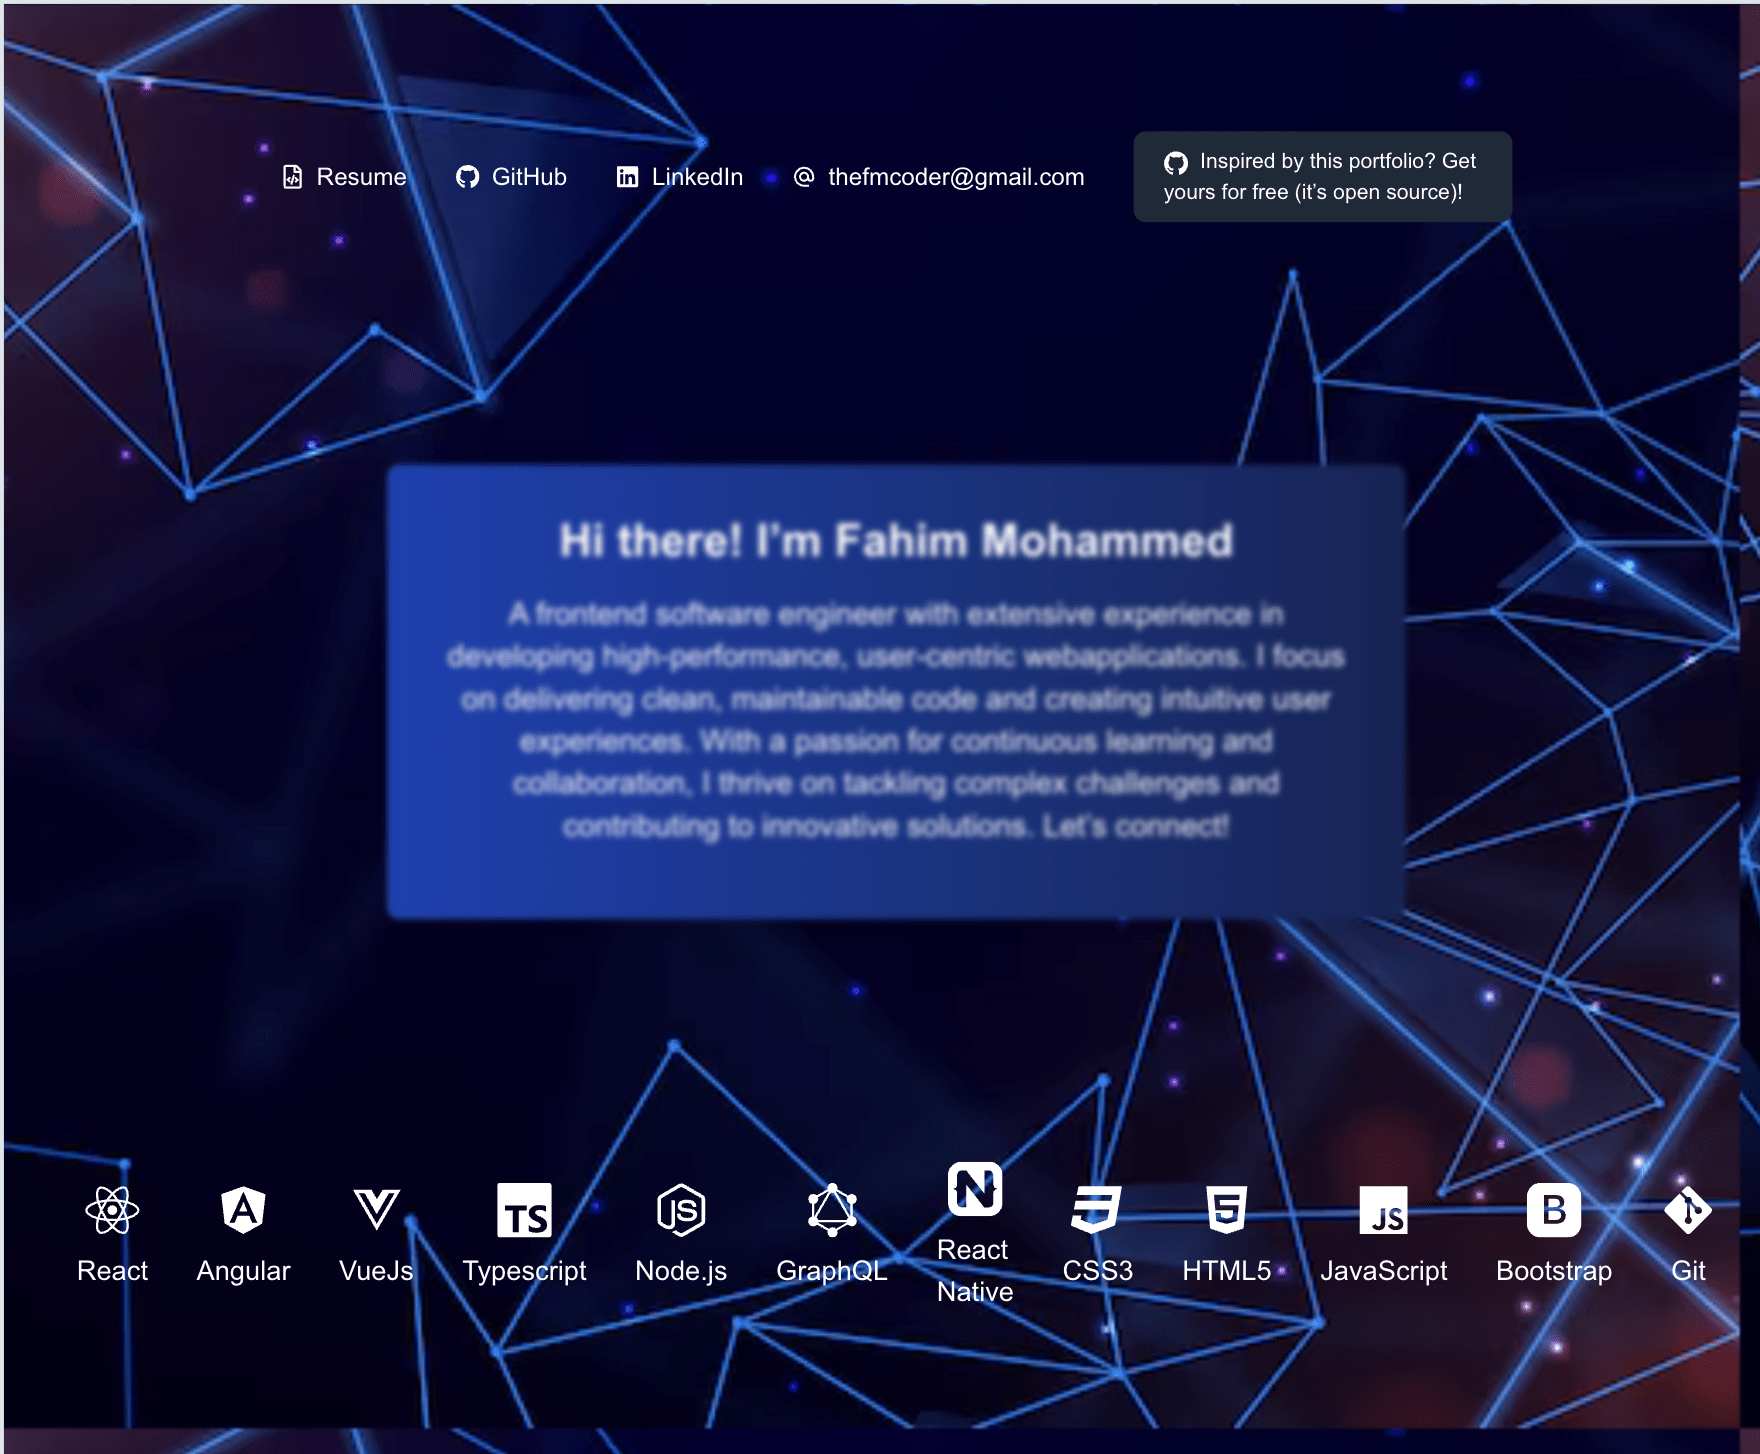 Resume GitHub LinkedIn thefmcoder@gmail.com
Inspired by this portfolio? Get
yours for free (it's open source)!
Hi there! I'm Fahim Mohammed
A frontend software engineer with extensive experience in
developing high-performance, user-centric webapplications. I focus
on delivering clean, maintainable code and creating intuitive user
experiences. With a passion for continuous learning and
collaboration, I thrive on tackling complex challenges and
contributing to innovative solutions. Let's connect!
TS JS N 5 JS B
React Angular VueJs Typescript Node.js GraphQL React Native CSS3 HTML5 JavaScript Bootstrap Git